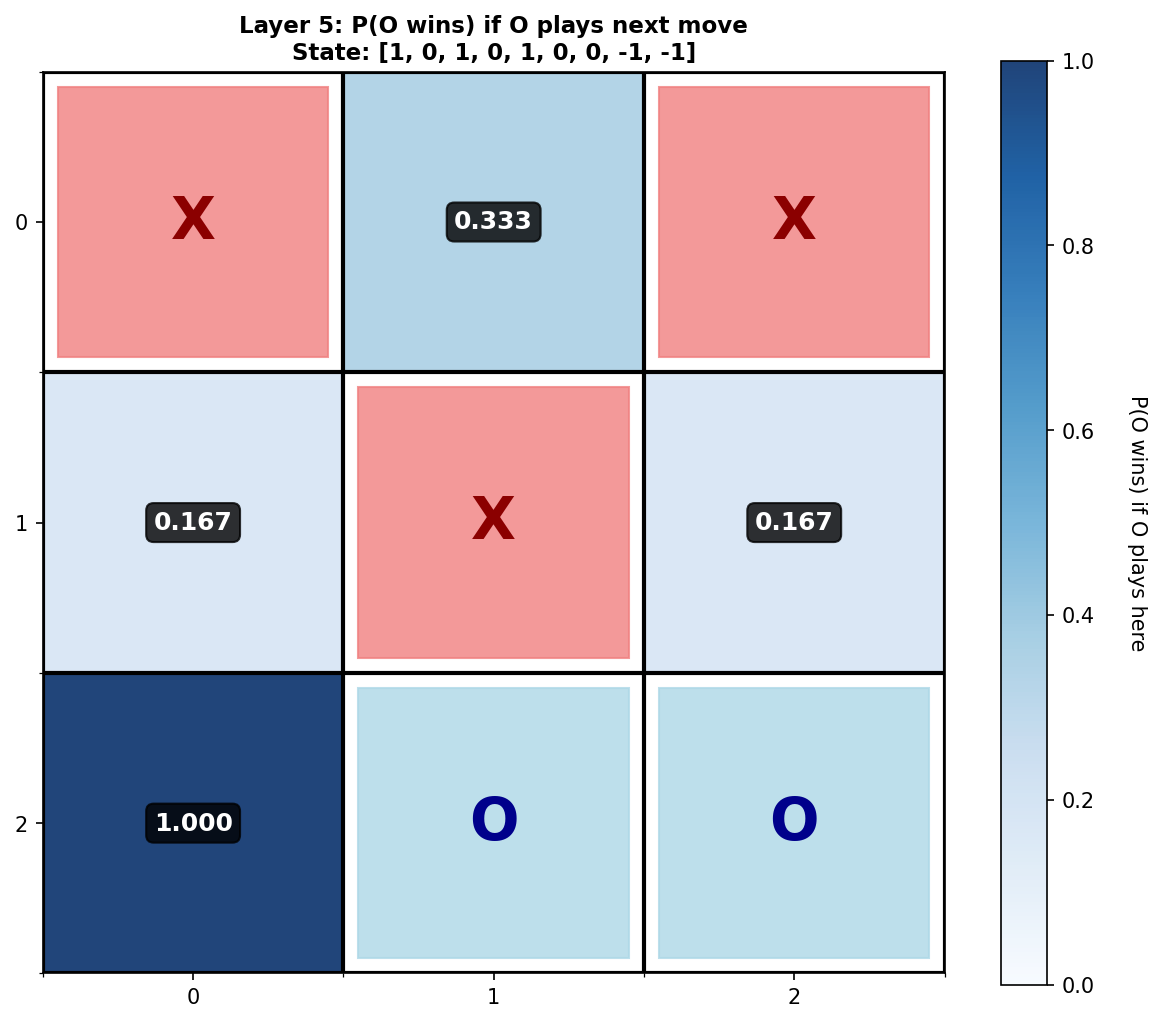 Layer 5: P(O wins) if O plays next move
State: [1, 0, 1, 0, 1, 0, 0, -1, -1]
0
X
0.333
X
1
0.167
X
0.167
2
1.000
O
O
0
1
2
1.0
0.8
0.6
0.4
0.2
0.0
P(O wins) if O plays here